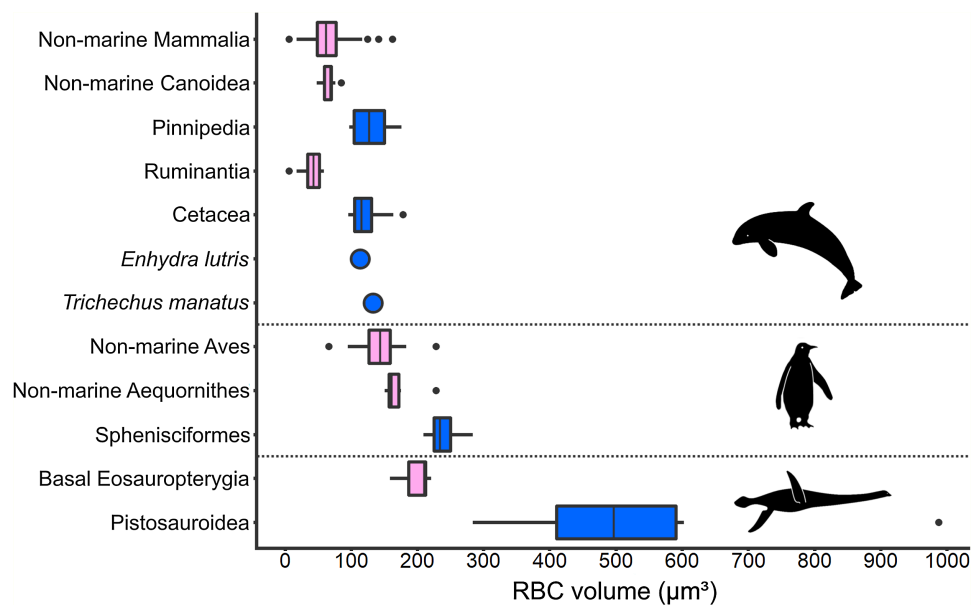 Non-marine Mammalia
Non-marine Canoidea
Pinnipedia
Ruminantia
Cetacea
Enhydra lutris
Trichechus manatus
Non-marine Aves
Non-marine Aequornithes
Sphenisciformes
Basal Eosauropterygia
Pistosauroidea
0 100 200 300 400 500 600 700 800 900 1000
RBC volume (μm³)